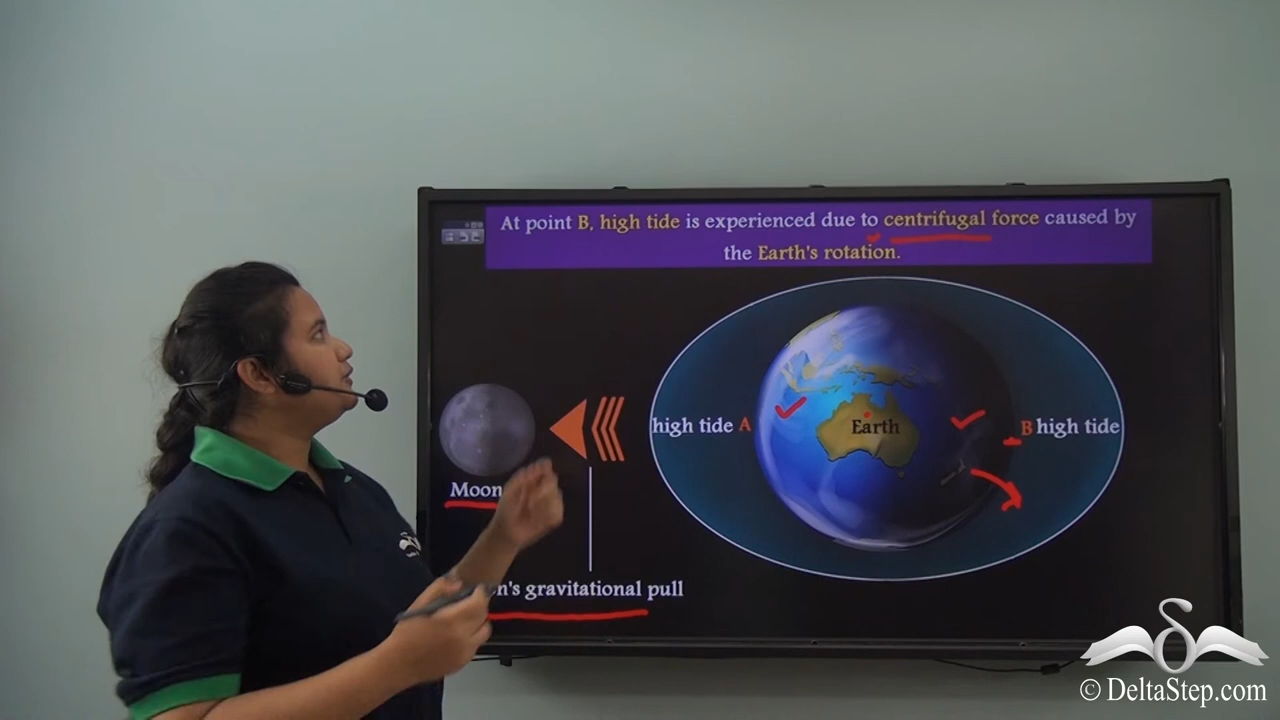 At point B, high tide is experienced due to centrifugal force caused by
the Earth's rotation.
high tide A
Earth
B high tide
Moon
n's gravitational pull
© DeltaStep.com